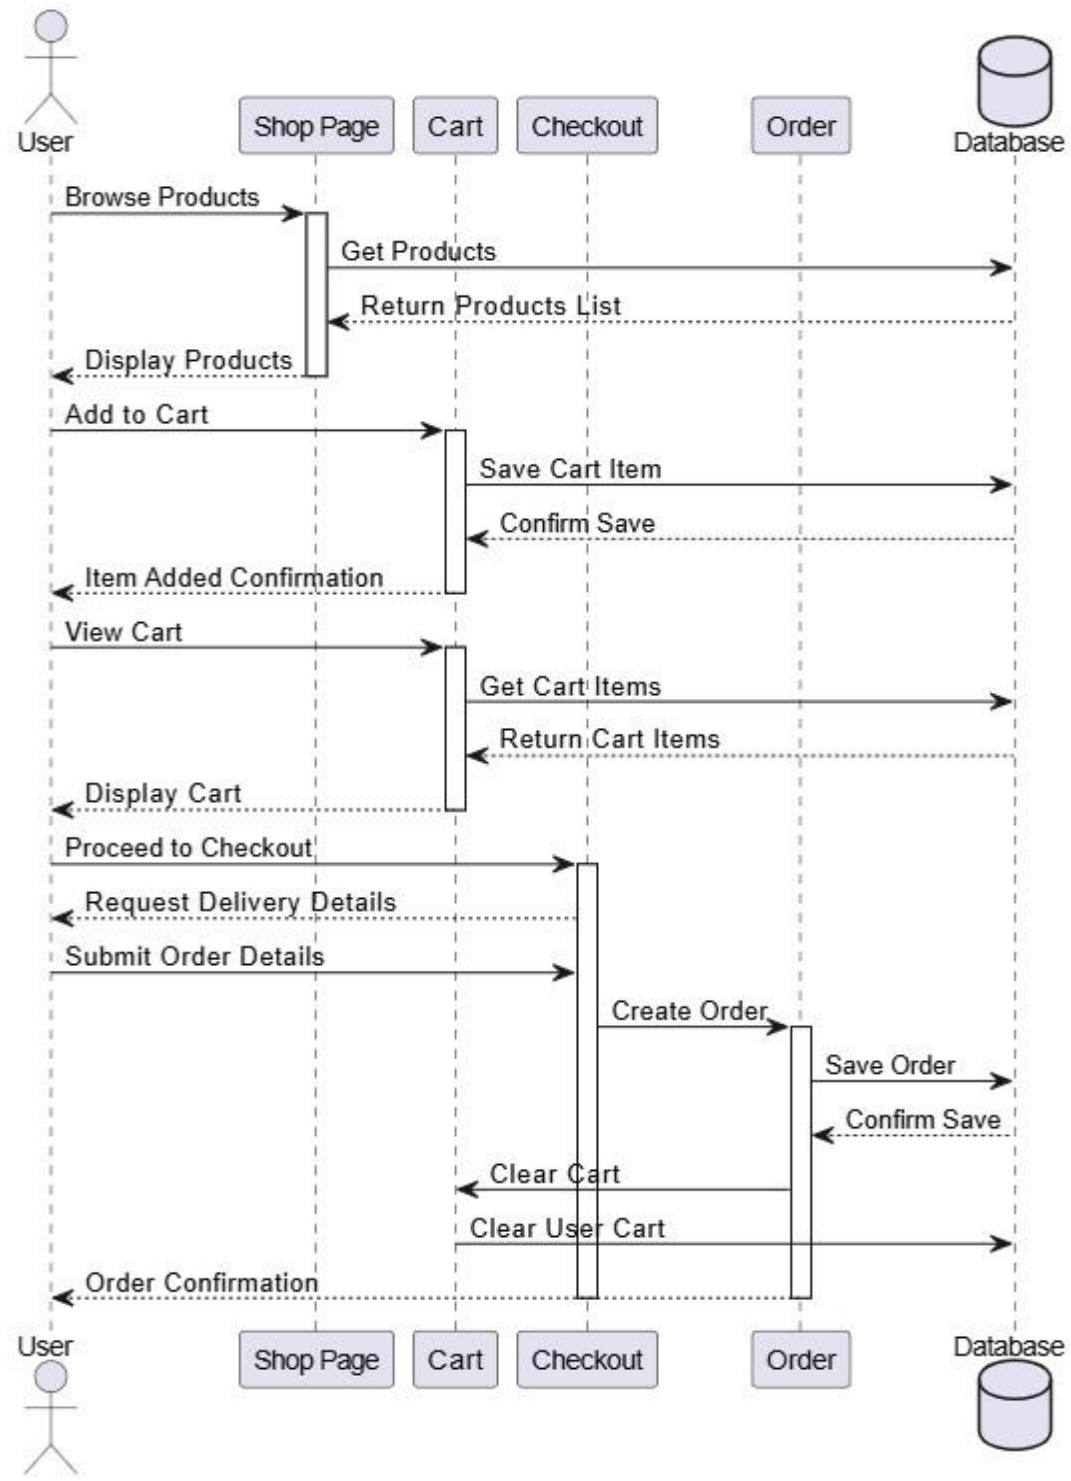 User
Shop Page
Cart
Checkout
Order
Database
Browse Products
Get Products
Return Products List
Display Products
Add to Cart
Save Cart Item
Confirm Save
Item Added Confirmation
View Cart
Get Cart Items
Return Cart Items
Display Cart
Proceed to Checkout
Request Delivery Details
Submit Order Details
Create Order
Save Order
Confirm Save
Clear Cart
Clear User Cart
Order Confirmation
User
Shop Page
Cart
Checkout
Order
Database